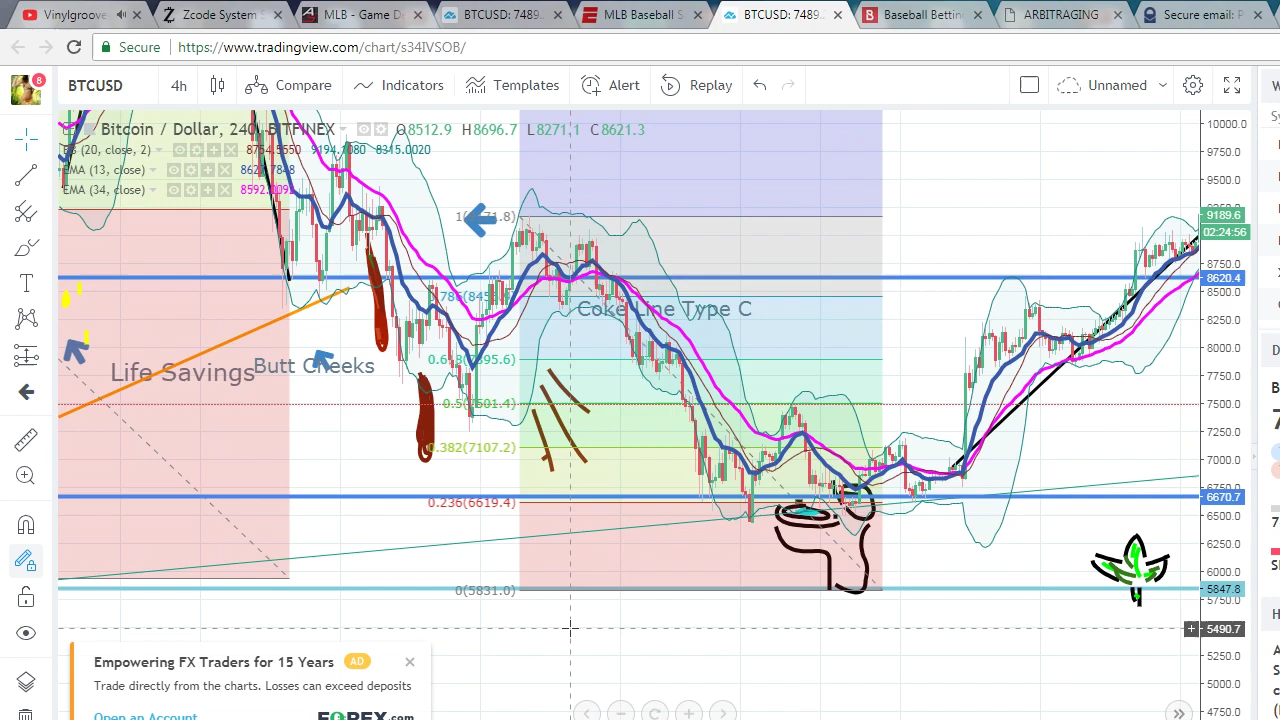 Vinylgroove
Zcode System S
MLB - Game D
BTCUSD: 7489.
MLB Baseball S
BTCUSD: 7489.
Baseball Betting
ARBITRAGING
Secure email: P
Secure
https://www.tradingview.com/chart/s34IVSOB/
8
BTCUSD
4h
Compare
Indicators
Templates
Alert
Replay
Unnamed
Bitcoin / Dollar, 240, BITFINEX
O8512.9 H8696.7 L8271.1 C8621.3
(20, close, 2)
9194.1080 8315.0020
EMA (13, close)
EMA (34, close)
1(
0.5(
0.382(7107.2)
0.236(6619.4)
0(5831.0)
Coke Line Type C
Life Savings
Butt Cheeks
10000.0
9750.0
9500.0
9189.6
02:24:56
8750.0
8620.4
8500.0
8250.0
8000.0
7750.0
7500.0
7250.0
7000.0
6750.0
6670.7
6500.0
6250.0
6000.0
5847.8
5750.0
5490.7
5250.0
5000.0
4750.0
Empowering FX Traders for 15 Years
AD
Trade directly from the charts. Losses can exceed deposits
Open an Account
FOREX.com